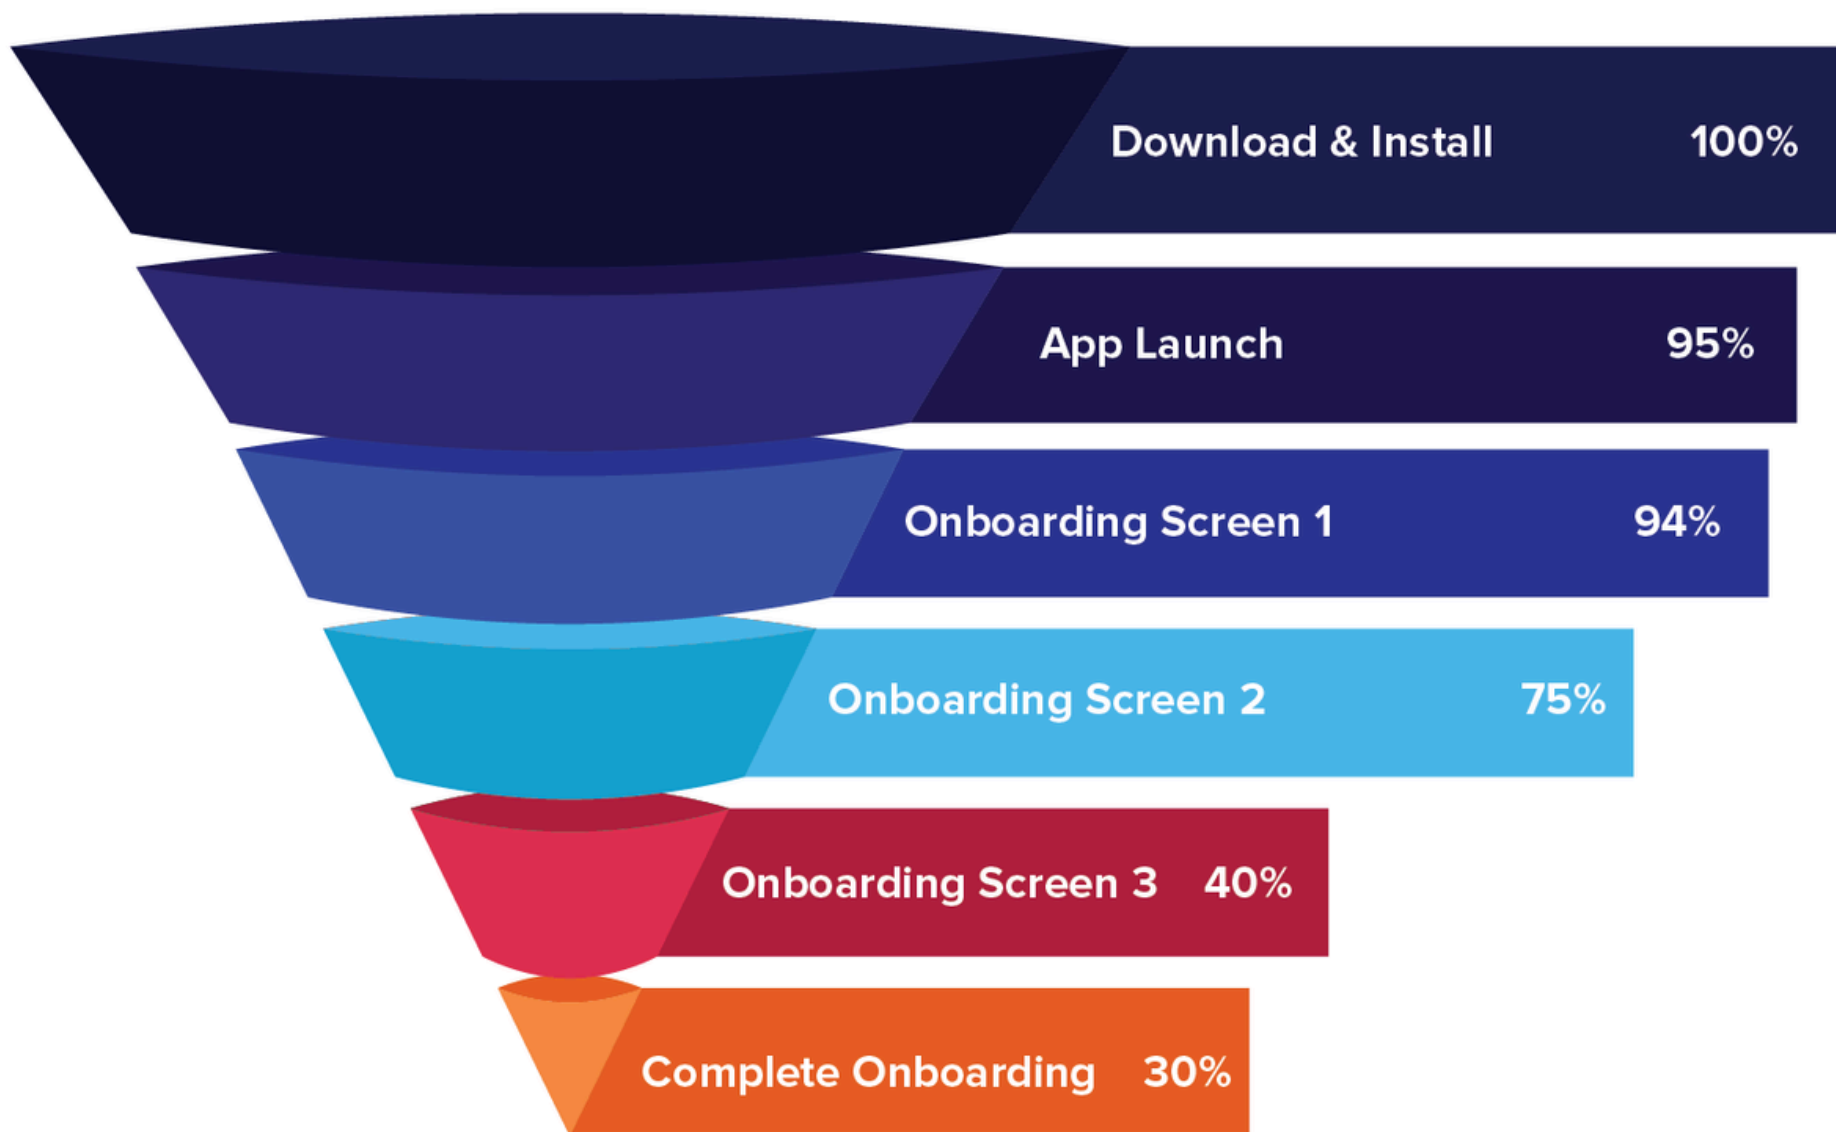 Download & Install 100%
App Launch 95%
Onboarding Screen 1 94%
Onboarding Screen 2 75%
Onboarding Screen 3 40%
Complete Onboarding 30%